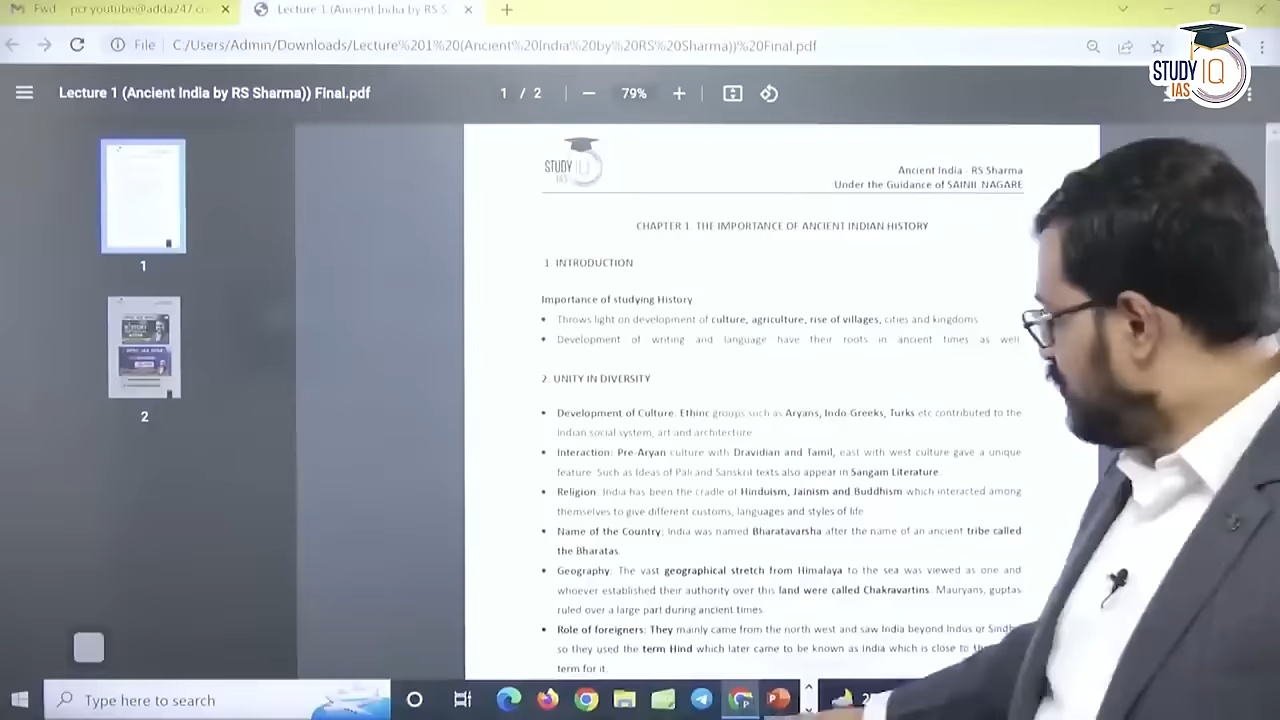 Fwd pcr.youtube@adda247.co
Lecture 1 (Ancient India by RS S
File
C:/Users/Admin/Downloads/Lecture%201%20(Ancient%20India%20by%20RS%20Sharma))%20Final.pdf
STUDY IQ
IAS
Lecture 1 (Ancient India by RS Sharma)) Final.pdf
1 / 2
79%
1
2
STUDY IQ
IAS
Ancient India - RS Sharma
Under the Guidance of SAINIL NAGARE
CHAPTER 1. THE IMPORTANCE OF ANCIENT INDIAN HISTORY
1. INTRODUCTION
Importance of studying History
• Throws light on development of culture, agriculture, rise of villages, cities and kingdoms
• Development of writing and language have their roots in ancient times as well
2. UNITY IN DIVERSITY
• Development of Culture: Ethinc groups such as Aryans, Indo Greeks, Turks etc contributed to the
Indian social system, art and architecture
• Interaction: Pre-Aryan culture with Dravidian and Tamil, east with west culture gave a unique
feature. Such as Ideas of Pali and Sanskrit texts also appear in Sangam Literature.
• Religion: India has been the cradle of Hinduism, Jainism and Buddhism which interacted among
themselves to give different customs, languages and styles of life
• Name of the Country: India was named Bharatavarsha after the name of an ancient tribe called
the Bharatas.
• Geography: The vast geographical stretch from Himalaya to the sea was viewed as one and
whoever established their authority over this land were called Chakravartins. Mauryans, guptas
ruled over a large part during ancient times.
• Role of foreigners: They mainly came from the north west and saw India beyond Indus or Sindh
so they used the term Hind which later came to be known as India which is close to
term for it.
Type here to search